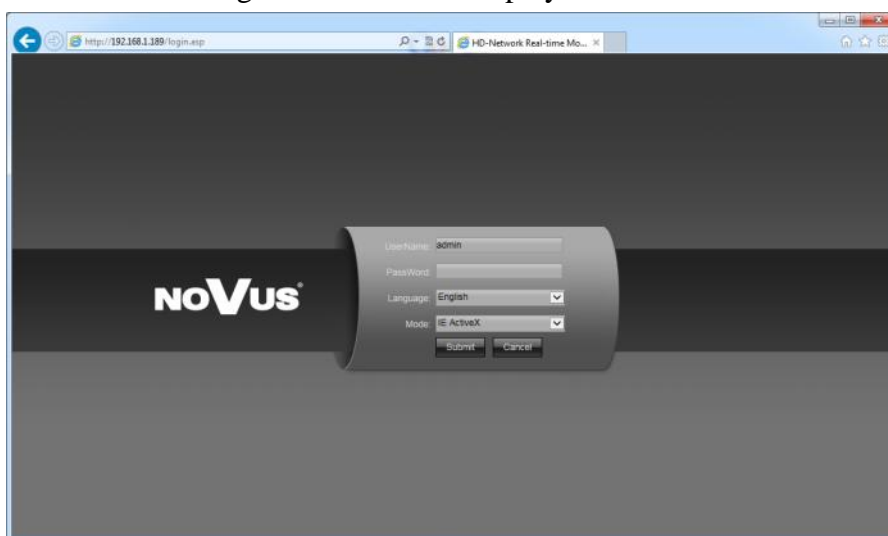 http://192.168.1.189/login.asp
HD-Network Real-time Mo...
UserName: admin
PassWord:
NOVUS®
Language: English
Mode: IE ActiveX
Submit Cancel